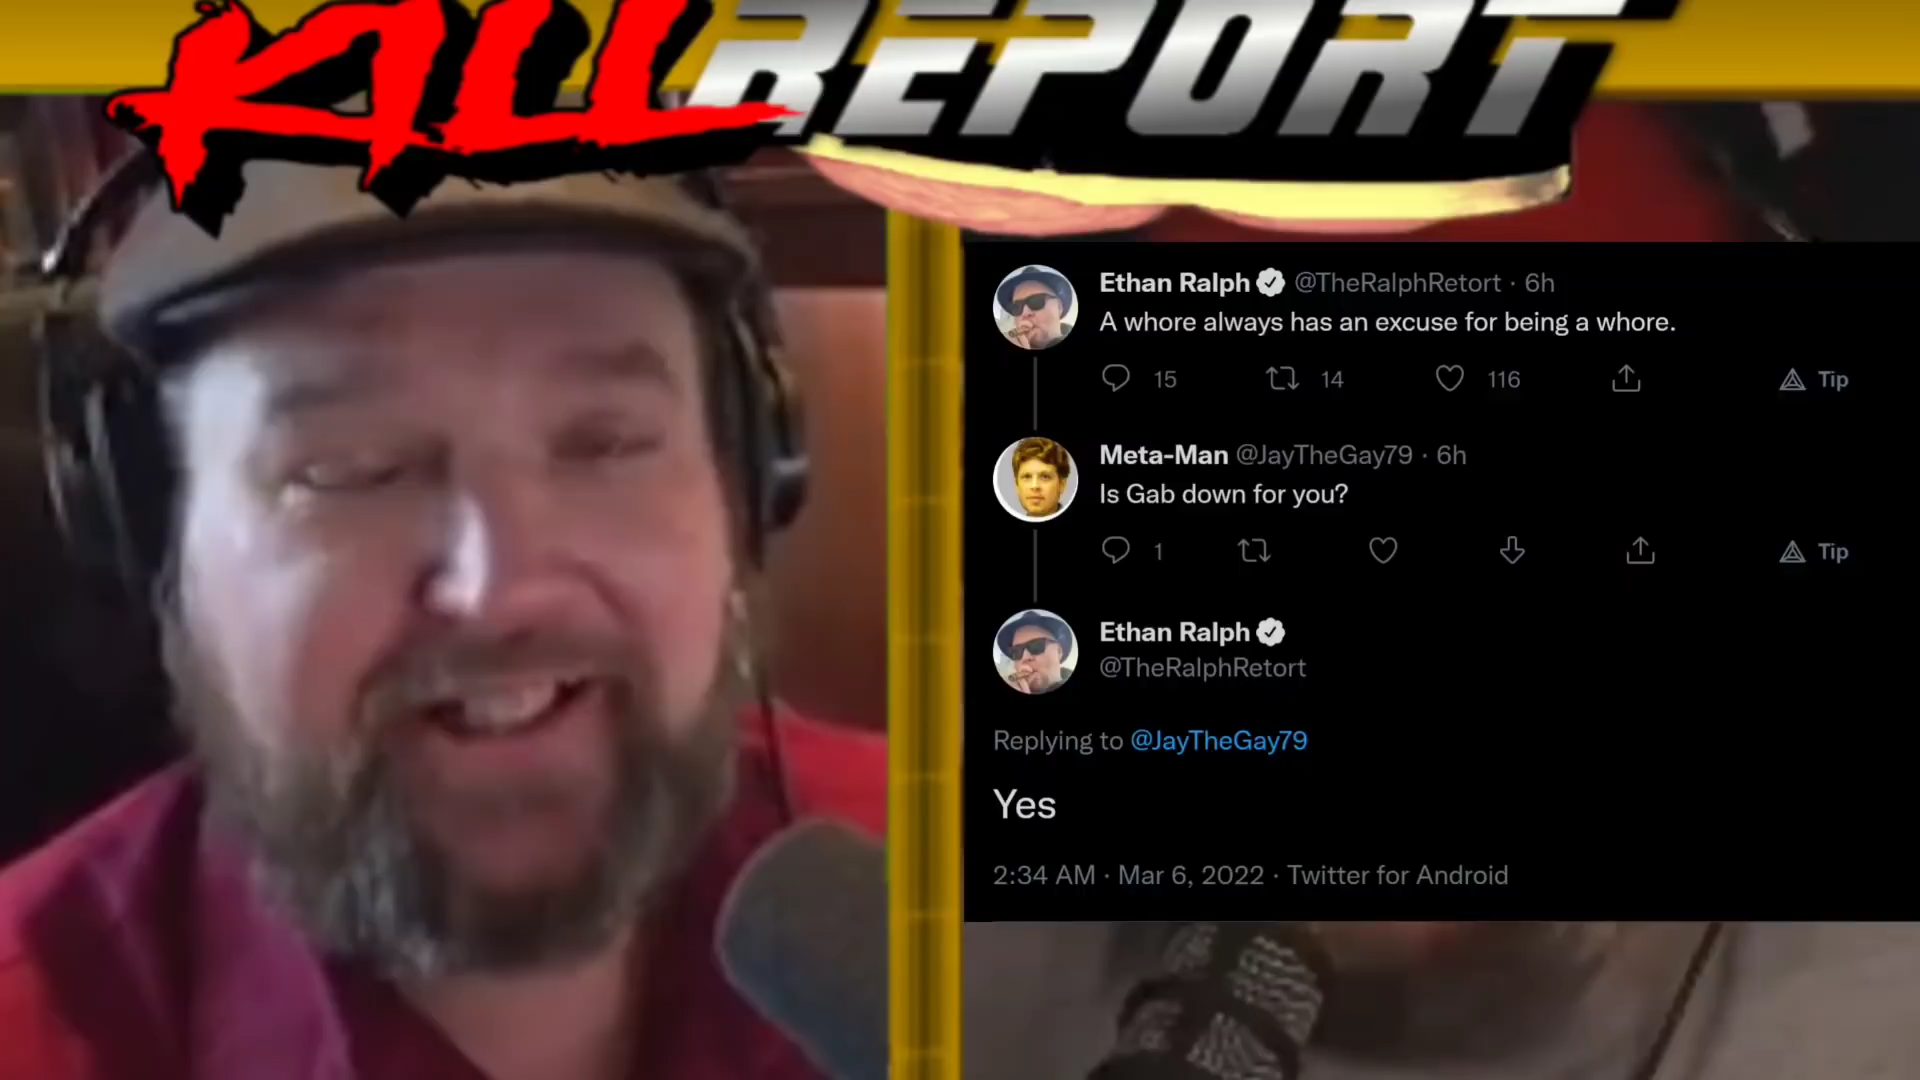 KILL REPORT
Ethan Ralph @TheRalphRetort · 6h
A whore always has an excuse for being a whore.
15 14 116 Tip
Meta-Man @JayTheGay79 · 6h
Is Gab down for you?
1 Tip
Ethan Ralph
@TheRalphRetort
Replying to @JayTheGay79
Yes
2:34 AM · Mar 6, 2022 · Twitter for Android